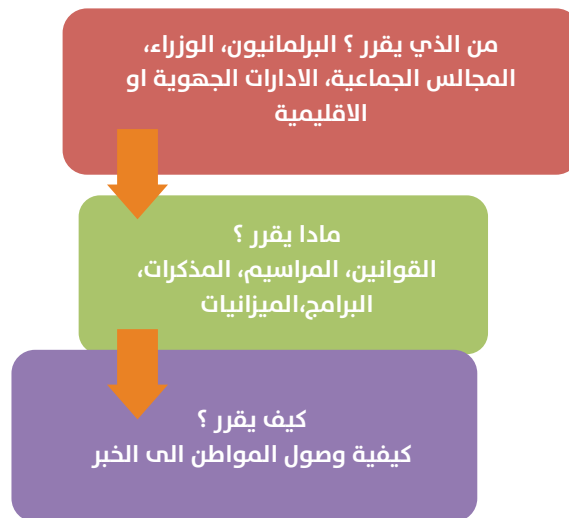 من الذي يقرر ؟ البرلمانيون، الوزراء،
المجالس الجماعية، الادارات الجهوية او
الاقليمية
مادا يقرر ؟
القوانين، المراسيم، المذكرات،
البرامج،الميزانيات
كيف يقرر ؟
كيفية وصول المواطن الى الخبر